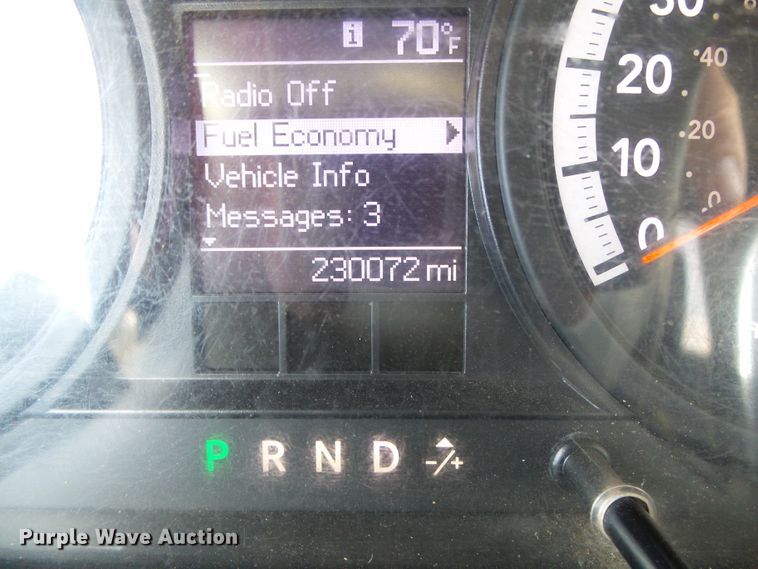 i 70°F
Radio Off
Fuel Economy
Vehicle Info
Messages: 3
230072 mi
30
20
10
0
40
20
0
P R N D -/+
Purple Wave Auction